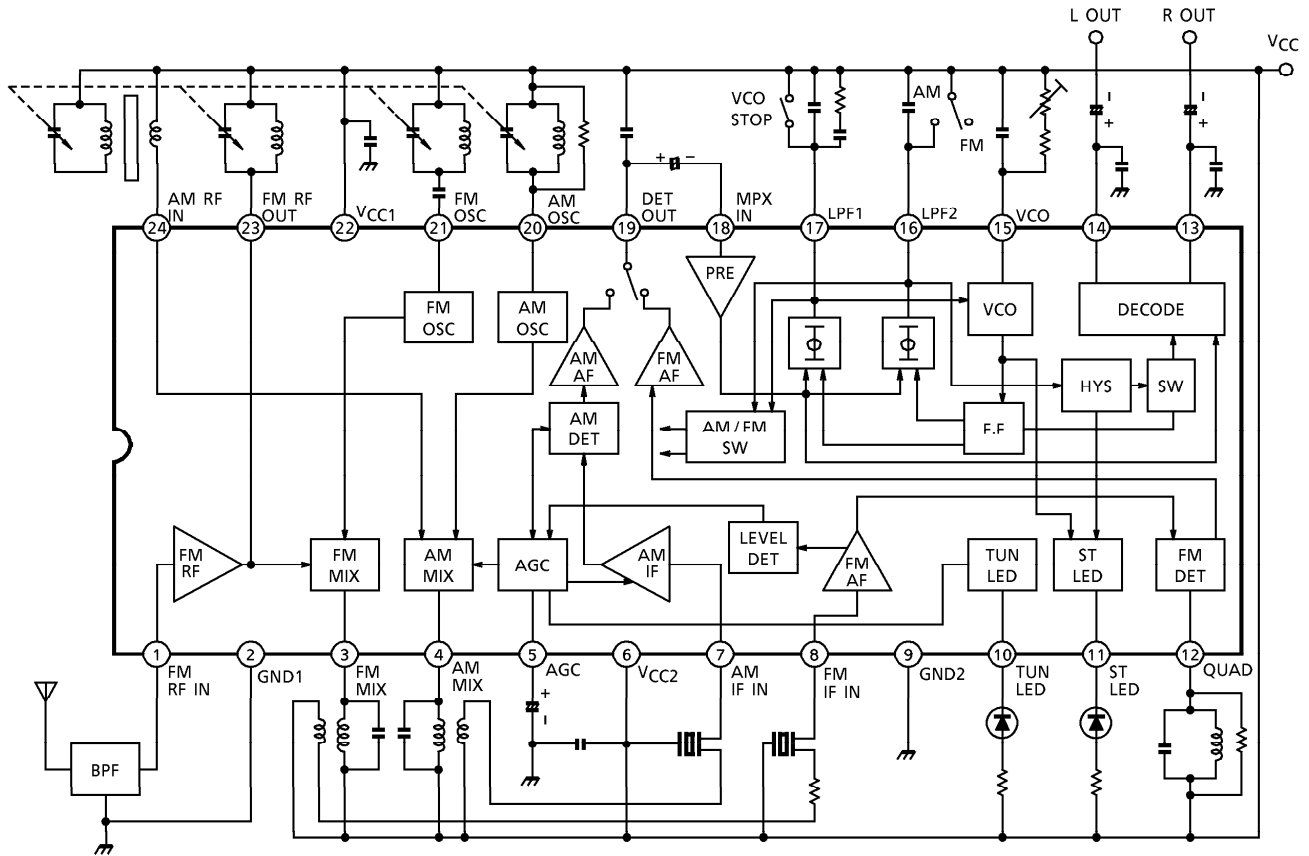 L OUT
R OUT
VCC
VCO
STOP
AM
FM
AM RF
IN
FM RF
OUT
VCC1
FM
OSC
AM
OSC
DET
OUT
MPX
IN
LPF1
LPF2
VCO
24
23
22
21
20
19
18
17
16
15
14
13
FM
OSC
AM
OSC
PRE
VCO
DECODE
AM
AF
FM
AF
AM
DET
AM / FM
SW
F.F
HYS
SW
FM
RF
FM
MIX
AM
MIX
AGC
AM
IF
LEVEL
DET
FM
AF
TUN
LED
ST
LED
FM
DET
1
2
3
4
5
6
7
8
9
10
11
12
FM
RF IN
GND1
FM
MIX
AM
MIX
AGC
VCC2
AM
IF IN
FM
IF IN
GND2
TUN
LED
ST
LED
QUAD
BPF